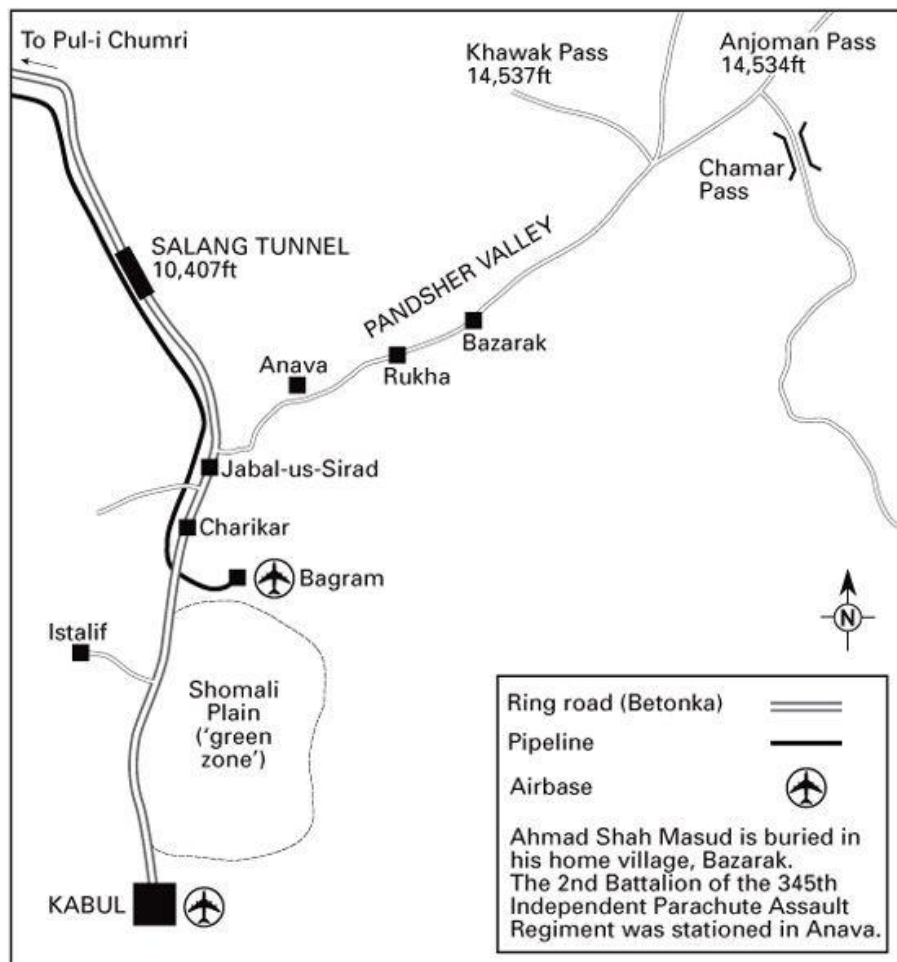 To Pul-i Chumri
Khawak Pass
14,537ft
Anjoman Pass
14,534ft
Chamar
Pass
SALANG TUNNEL
10,407ft
PANDSHER VALLEY
Bazarak
Rukha
Anava
Jabal-us-Sirad
Charikar
Bagram
Istalif
Shomali
Plain
('green
zone')
N
KABUL
Ring road (Betonka)
Pipeline
Airbase
Ahmad Shah Masud is buried in
his home village, Bazarak.
The 2nd Battalion of the 345th
Independent Parachute Assault
Regiment was stationed in Anava.